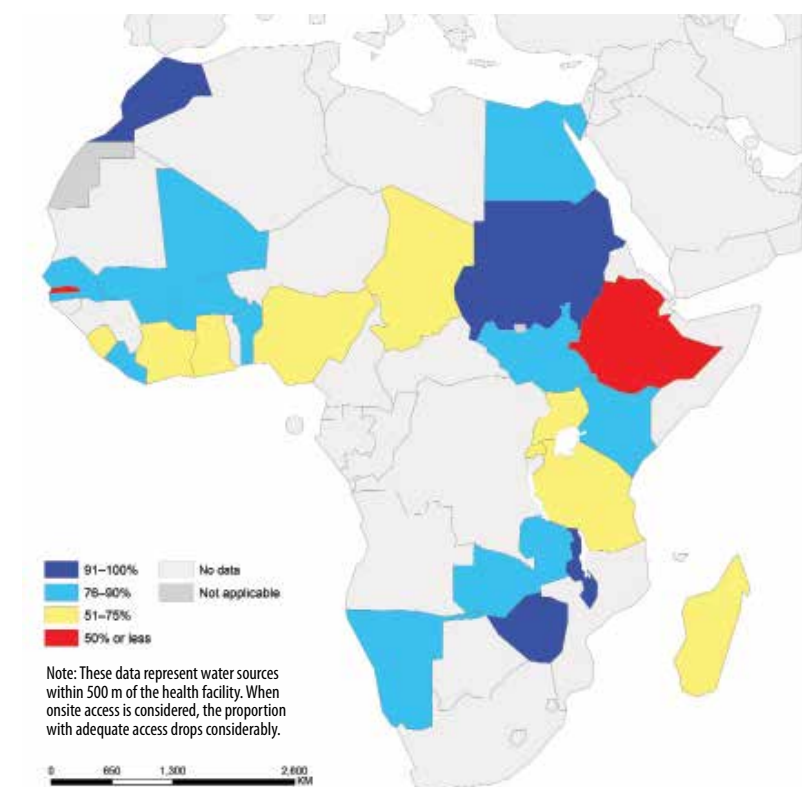 91–100%
No data
76–90%
Not applicable
51–75%
50% or less
Note: These data represent water sources
within 500 m of the health facility. When
onsite access is considered, the proportion
with adequate access drops considerably.
0 650 1,300 2,600
KM